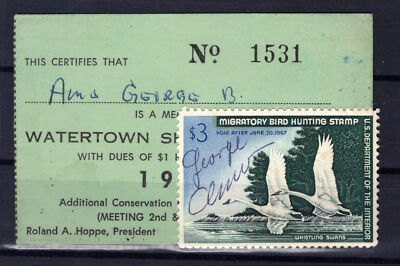 THIS CERTIFIES THAT
No 1531
George B.
IS A ME
WATERTOWN S
WITH DUES OF $1
19
Additional Conservation
(MEETING 2nd &
Roland A. Hoppe, President
MIGRATORY BIRD HUNTING STAMP
$3
VOID AFTER JUNE 30, 1967
U.S. DEPARTMENT OF THE INTERIOR
George
WHISTLING SWANS